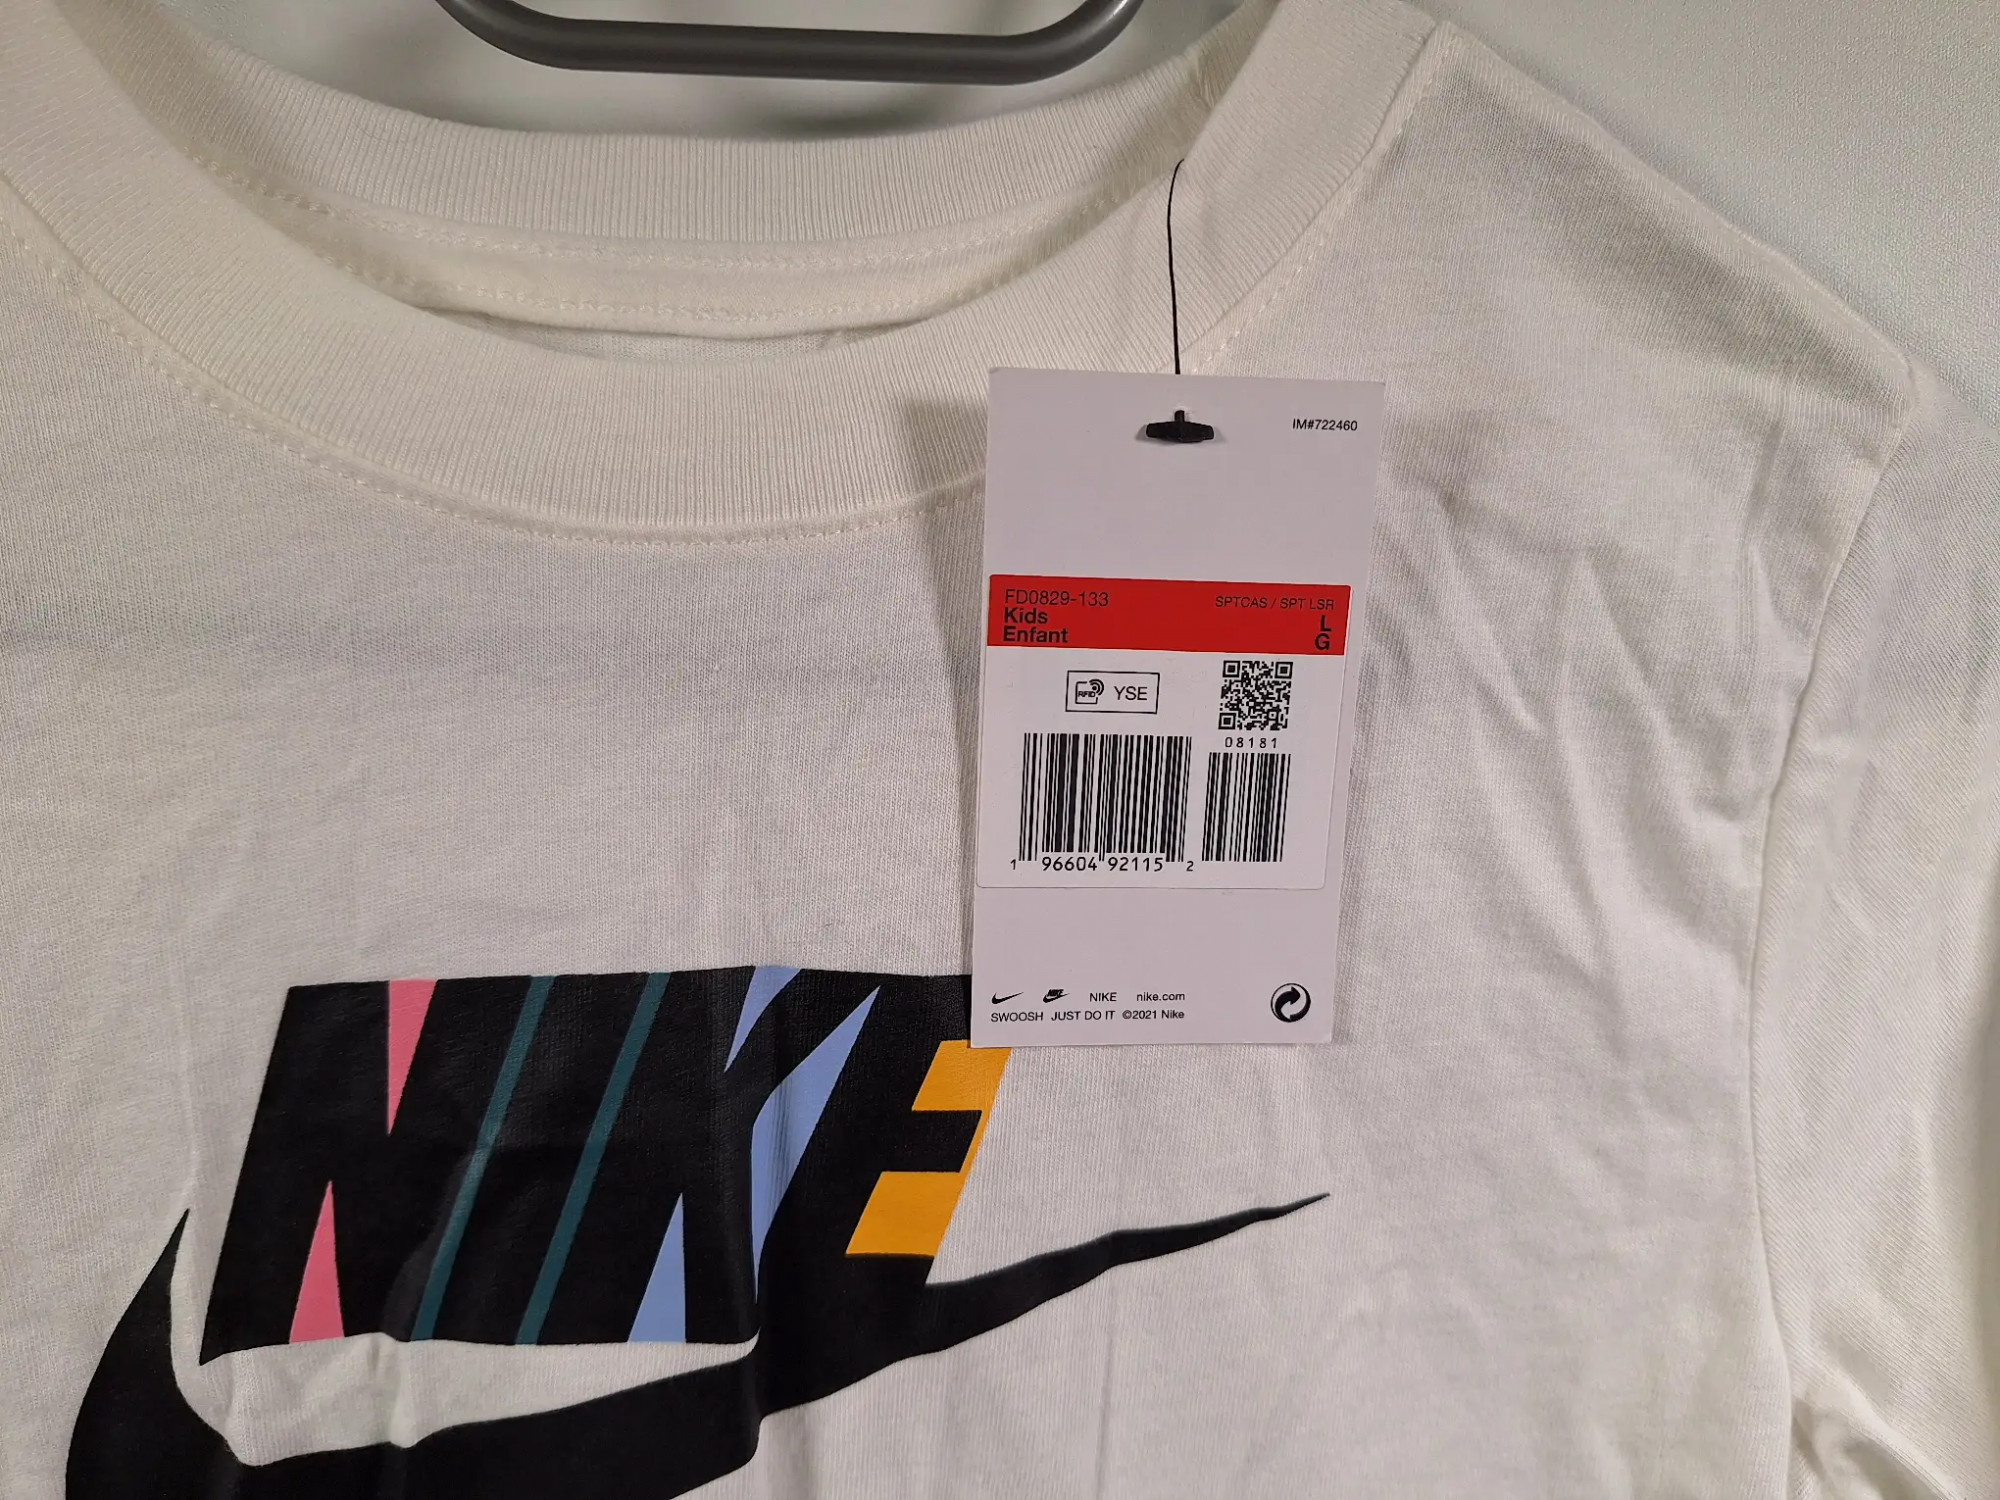 IM#722460
FD0829-133
SPTCAS / SPT LSR
Kids
L
Enfant
G
RFID YSE
08181
1 96604 92115 2
NIKE nike.com
SWOOSH JUST DO IT ©2021 Nike
NIKE